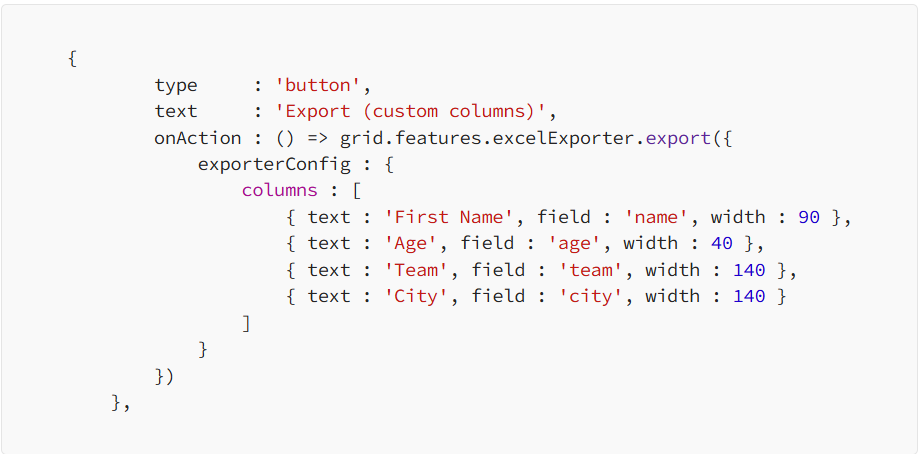 {
type     : 'button',
text     : 'Export (custom columns)',
onAction : () => grid.features.excelExporter.export({
exporterConfig : {
columns : [
{ text : 'First Name', field : 'name', width : 90 },
{ text : 'Age', field : 'age', width : 40 },
{ text : 'Team', field : 'team', width : 140 },
{ text : 'City', field : 'city', width : 140 }
]
}
})
},